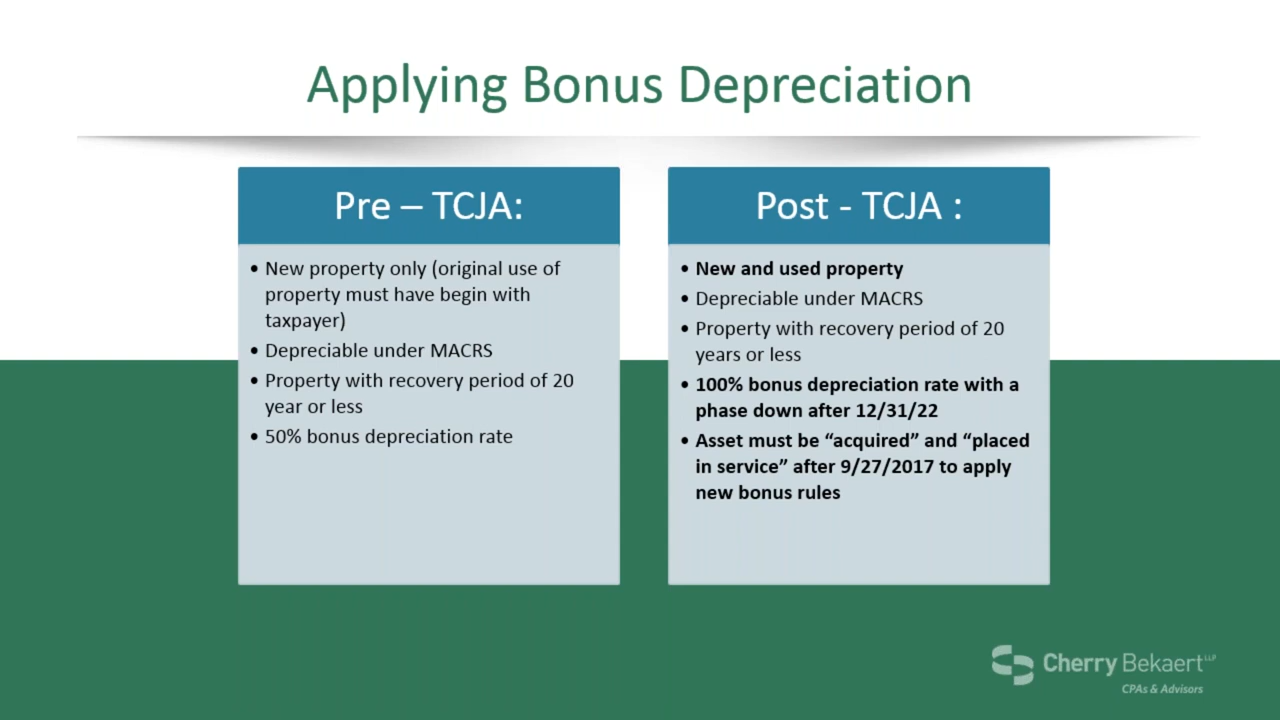 Applying Bonus Depreciation
Pre – TCJA:
• New property only (original use of
property must have begin with
taxpayer)
• Depreciable under MACRS
• Property with recovery period of 20
year or less
• 50% bonus depreciation rate
Post - TCJA :
• New and used property
• Depreciable under MACRS
• Property with recovery period of 20
years or less
• 100% bonus depreciation rate with a
phase down after 12/31/22
• Asset must be “acquired” and “placed
in service” after 9/27/2017 to apply
new bonus rules
Cherry Bekaert LLP
CPAs & Advisors